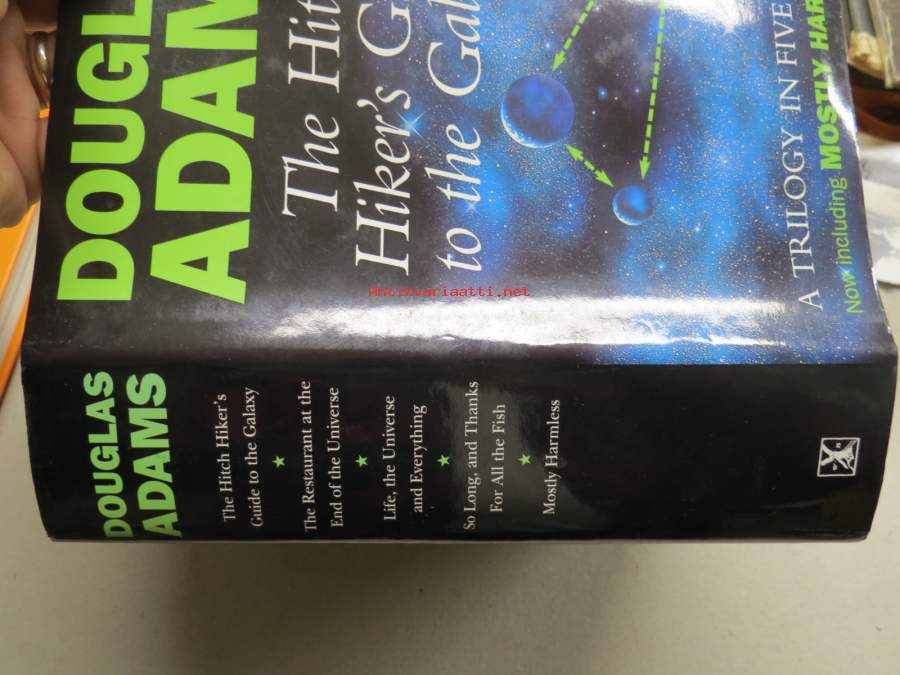 DOUGL
ADAM
The Hit
Hiker's G
to the Gal
A TRILOGY IN FIVE
Now including MOSTLY HAR
antikvariaatti.net
DOUGLAS
ADAMS
The Hitch Hiker's
Guide to the Galaxy
The Restaurant at the
End of the Universe
Life, the Universe
and Everything
So Long, and Thanks
For All the Fish
Mostly Harmless